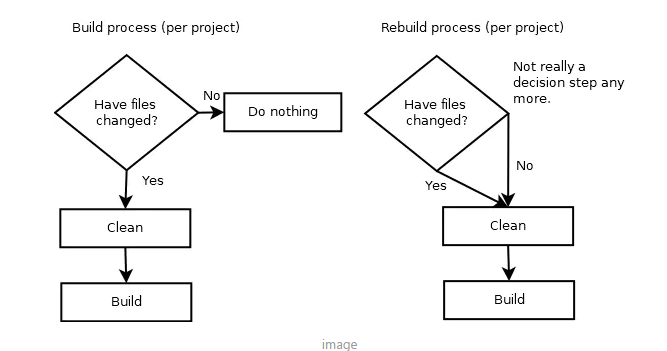 Build process (per project)
Have files
changed?
No
Do nothing
Yes
Clean
Build
Rebuild process (per project)
Not really a
decision step any
more.
Have files
changed?
No
Yes
Clean
Build
image